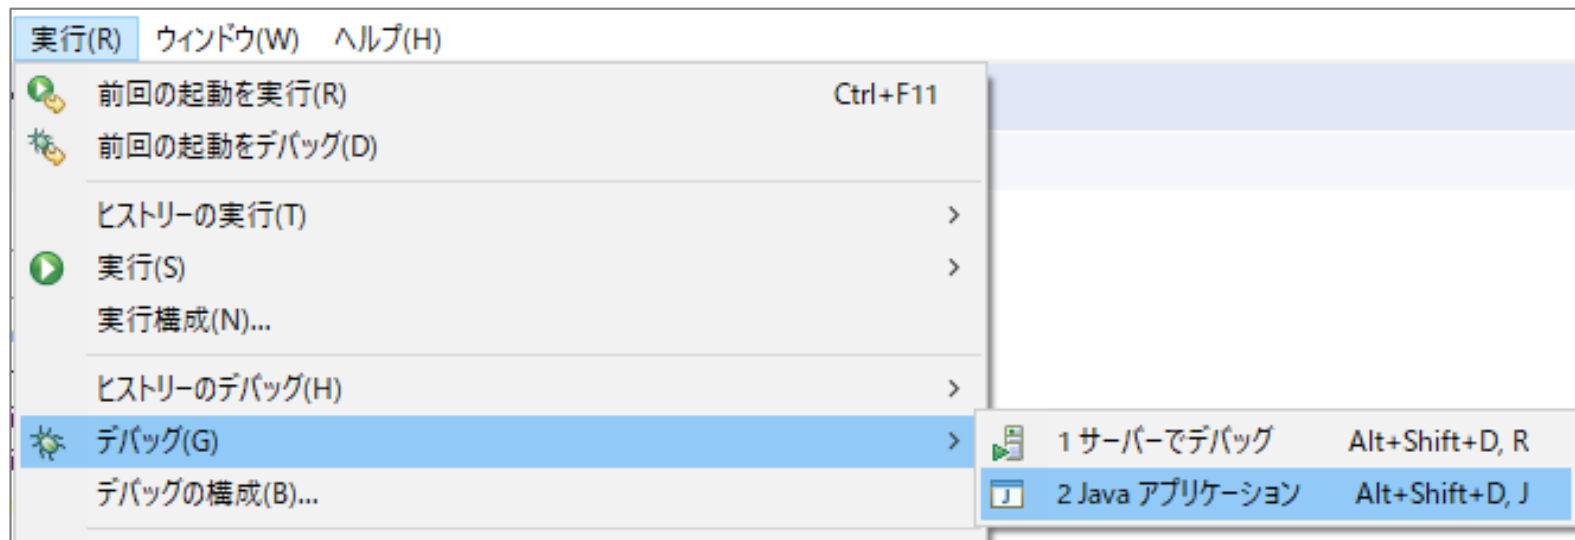 実行(R) ウィンドウ(W) ヘルプ(H)
前回の起動を実行(R) Ctrl+F11
前回の起動をデバッグ(D)
ヒストリーの実行(T)
実行(S)
実行構成(N)...
ヒストリーのデバッグ(H)
デバッグ(G)
1 サーバーでデバッグ Alt+Shift+D, R
デバッグの構成(B)...
2 Java アプリケーション Alt+Shift+D, J